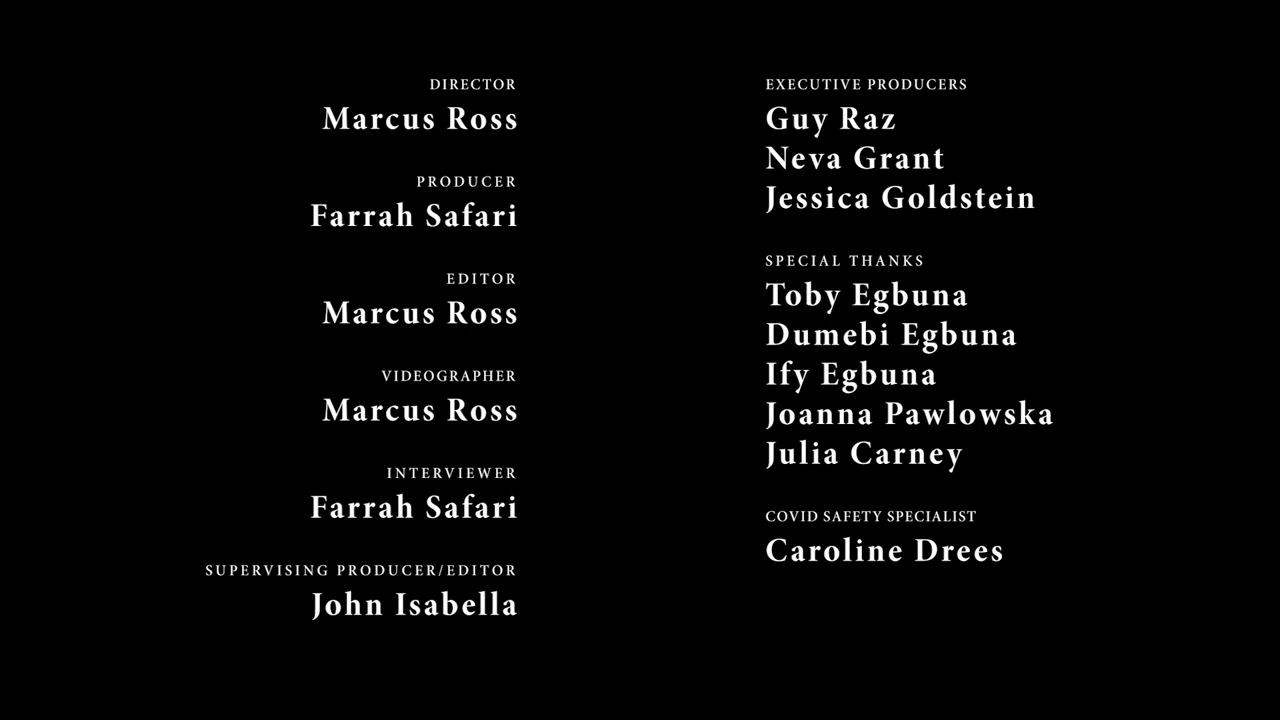 DIRECTOR
Marcus Ross
PRODUCER
Farrah Safari
EDITOR
Marcus Ross
VIDEOGRAPHER
Marcus Ross
INTERVIEWER
Farrah Safari
SUPERVISING PRODUCER/EDITOR
John Isabella
EXECUTIVE PRODUCERS
Guy Raz
Neva Grant
Jessica Goldstein
SPECIAL THANKS
Toby Egbuna
Dumebi Egbuna
Ify Egbuna
Joanna Pawlowska
Julia Carney
COVID SAFETY SPECIALIST
Caroline Drees